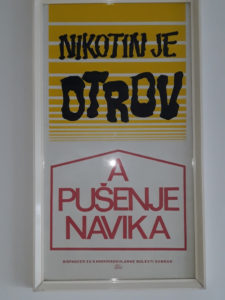 NIKOTIN JE
OTROV
A
PUŠENJE
NAVIKA